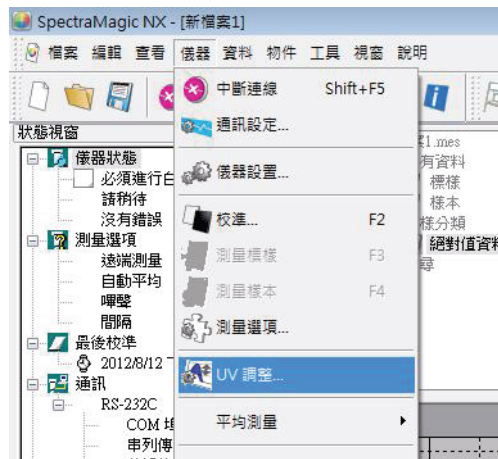 SpectraMagic NX - [新檔案1]
檔案 編輯 查看 儀器 資料 物件 工具 視窗 說明
狀態視窗
儀器狀態
必須進行白
請稍待
沒有錯誤
測量選項
遠端測量
自動平均
嗶聲
間隔
最後校準
2012/8/12
通訊
RS-232C
COM 埠
串列傳
中斷連線 Shift+F5
通訊設定...
儀器設置...
校準... F2
測量標樣 F3
測量樣本 F4
測量選項...
UV 調整...
平均測量
1.mes
有資料
標樣
樣本
樣分類
絕對值資料
尋